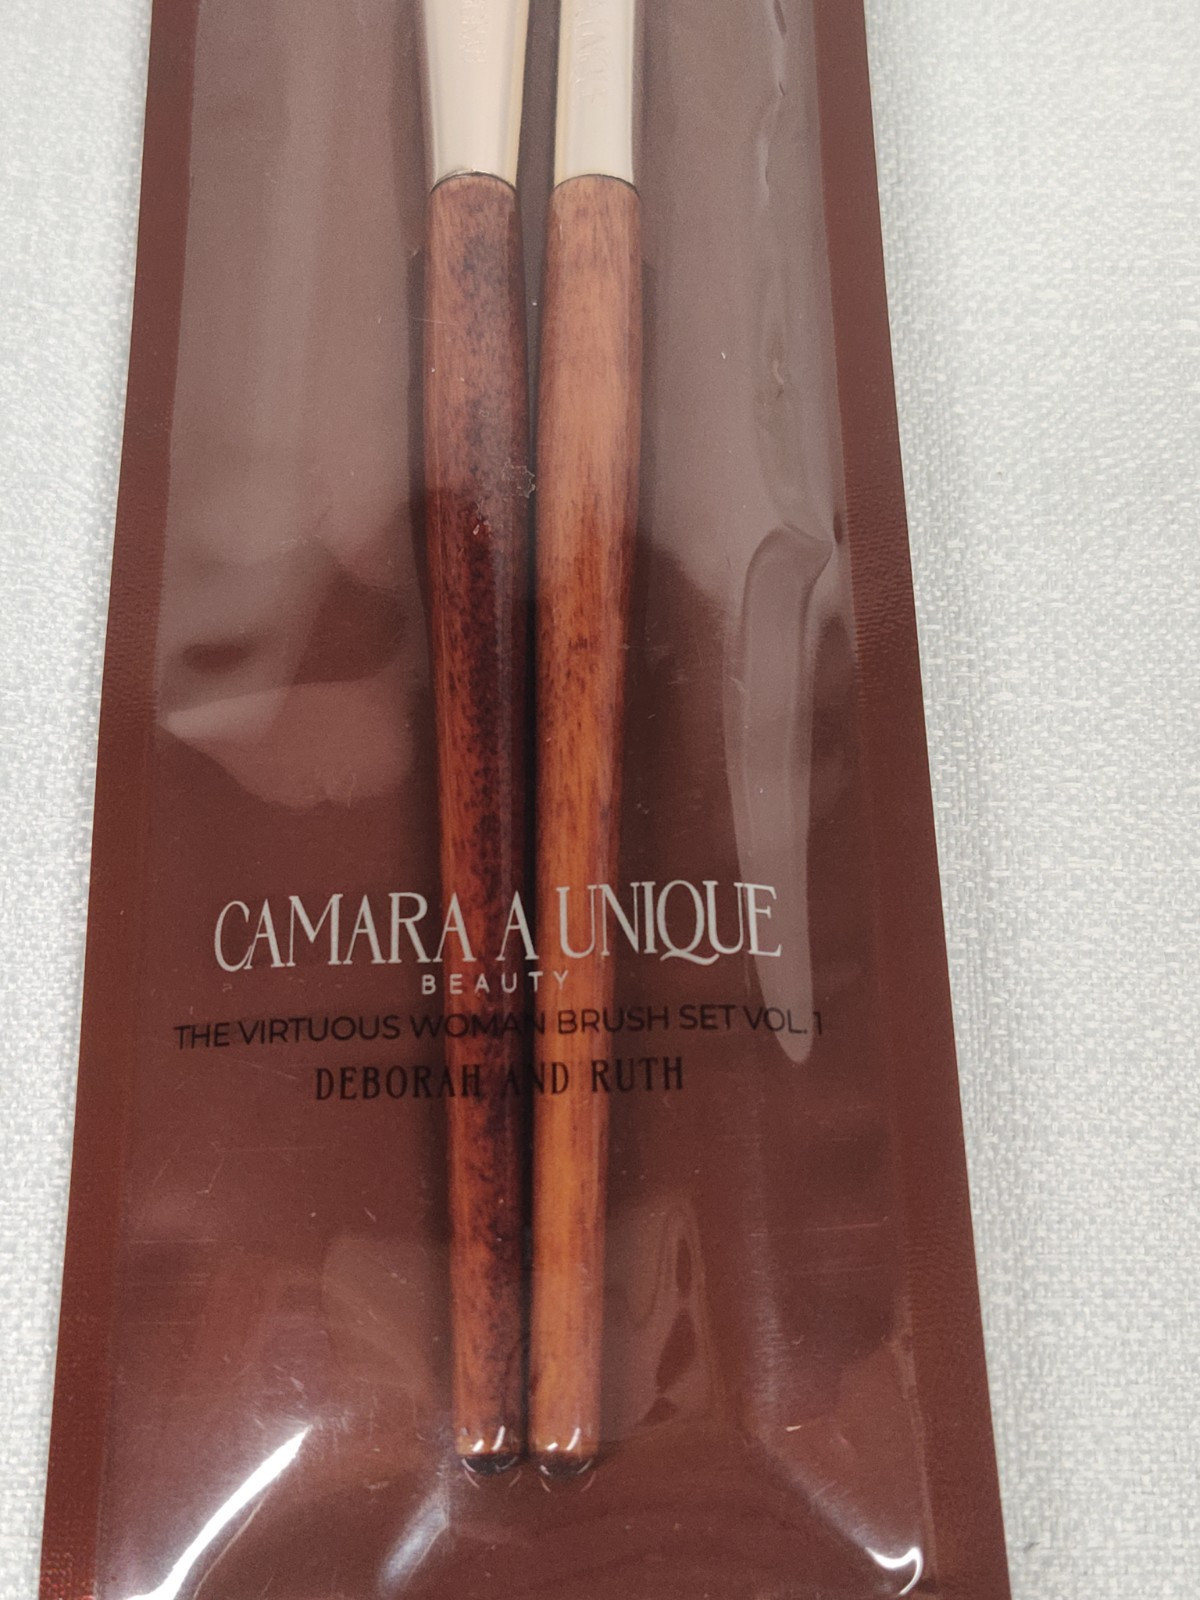 CAMARA A UNIQUE
BEAUTY
THE VIRTUOUS WOMAN BRUSH SET VOL. 1
DEBORAH AND RUTH